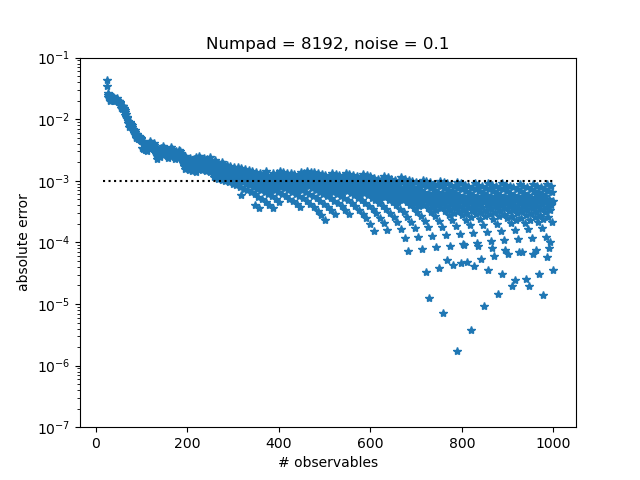 Numpad = 8192, noise = 0.1
absolute error
10⁻¹
10⁻²
10⁻³
10⁻⁴
10⁻⁵
10⁻⁶
10⁻⁷
0 200 400 600 800 1000
# observables